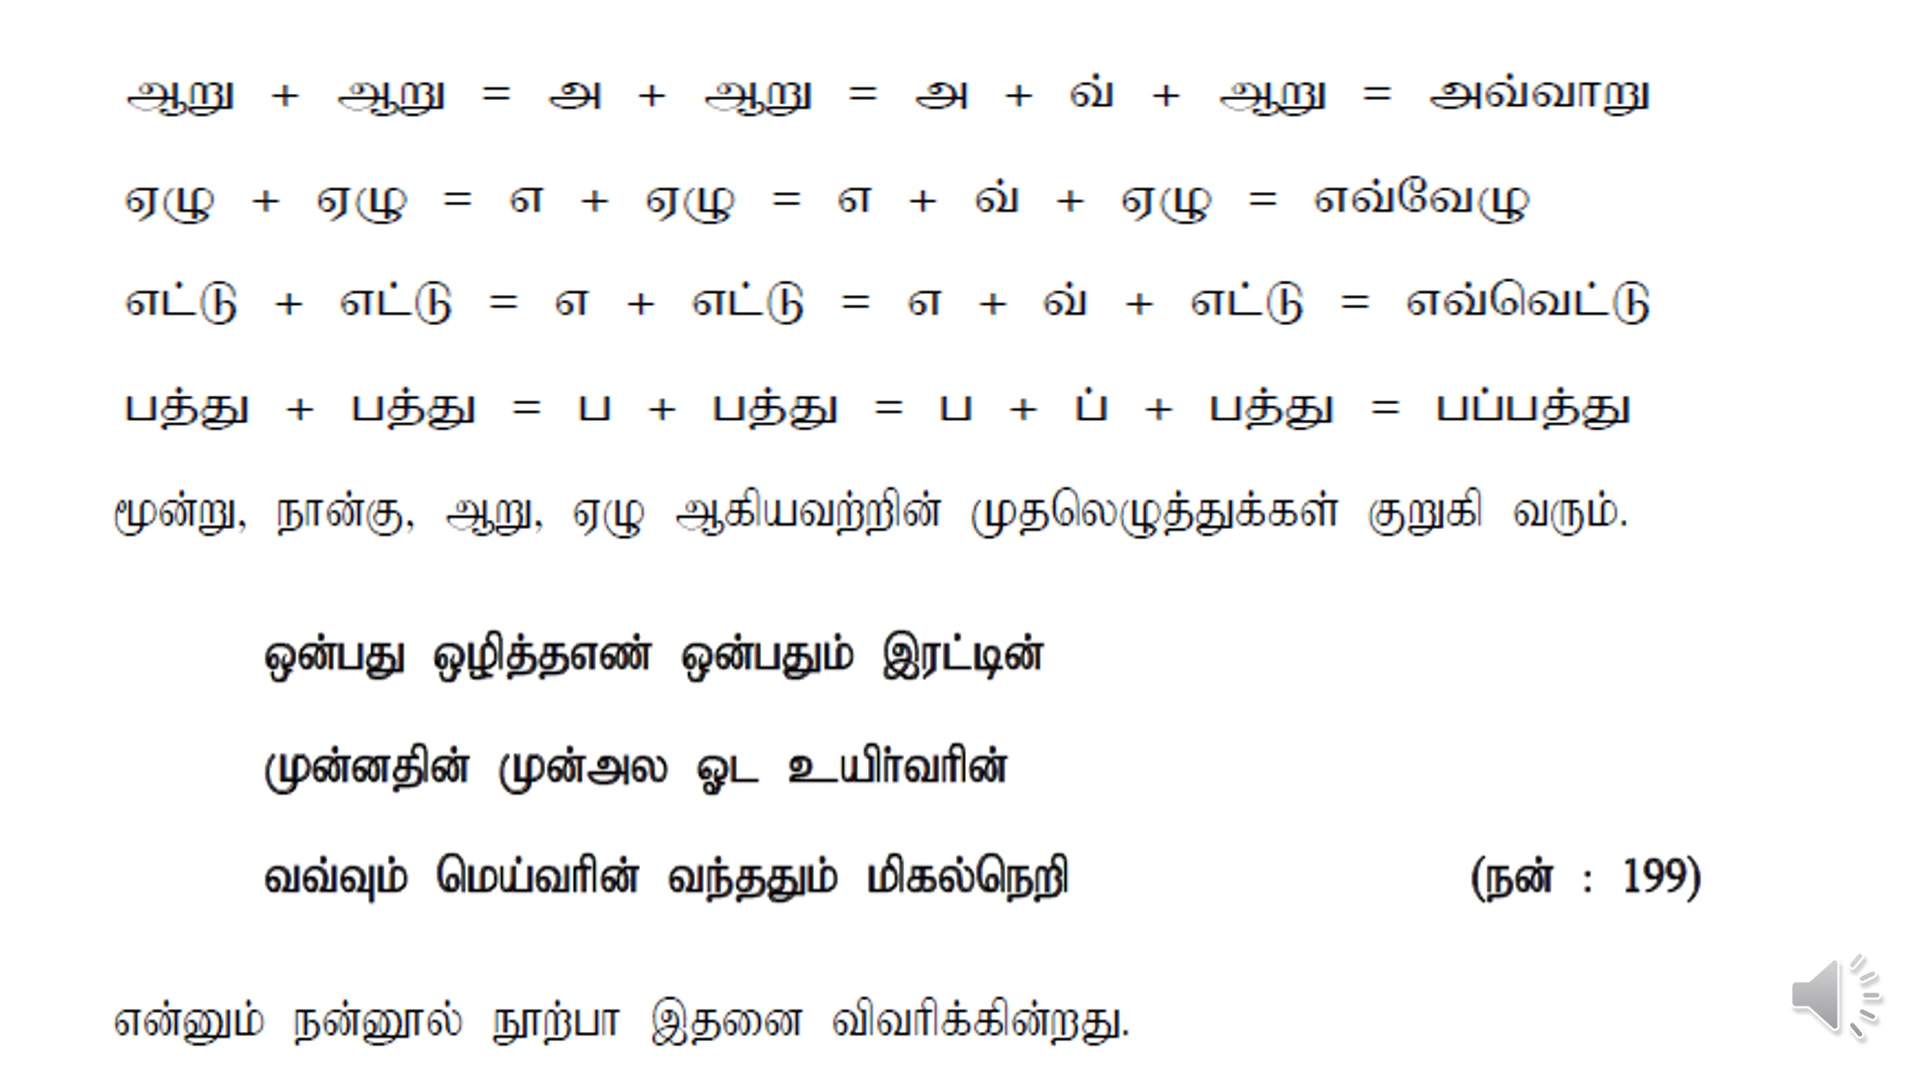 ஆறு + ஆறு = அ + ஆறு = அ + வ் + ஆறு = அவ்வாறு
ஏழு + ஏழு = எ + ஏழு = எ + வ் + ஏழு = எவ்வேழு
எட்டு + எட்டு = எ + எட்டு = எ + வ் + எட்டு = எவ்வெட்டு
பத்து + பத்து = ப + பத்து = ப + ப் + பத்து = பப்பத்து
மூன்று, நான்கு, ஆறு, ஏழு ஆகியவற்றின் முதலெழுத்துக்கள் குறுகி வரும்.
ஒன்பது ஒழித்தஎண் ஒன்பதும் இரட்டின்
முன்னதின் முன்அல ஓட உயிர்வரின்
வவ்வும் மெய்வரின் வந்ததும் மிகல்நெறி (நன் : 199)
என்னும் நன்னூல் நூற்பா இதனை விவரிக்கின்றது.